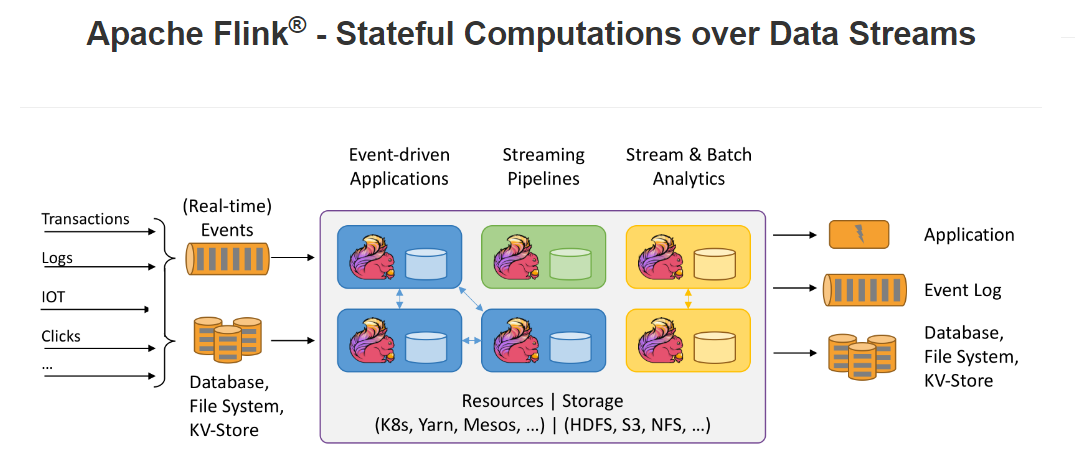 Apache Flink® - Stateful Computations over Data Streams
Event-driven
Applications
Streaming
Pipelines
Stream & Batch
Analytics
Transactions
Logs
IOT
Clicks
...
(Real-time)
Events
Database,
File System,
KV-Store
Resources | Storage
(K8s, Yarn, Mesos, ...) | (HDFS, S3, NFS, ...)
Application
Event Log
Database,
File System,
KV-Store